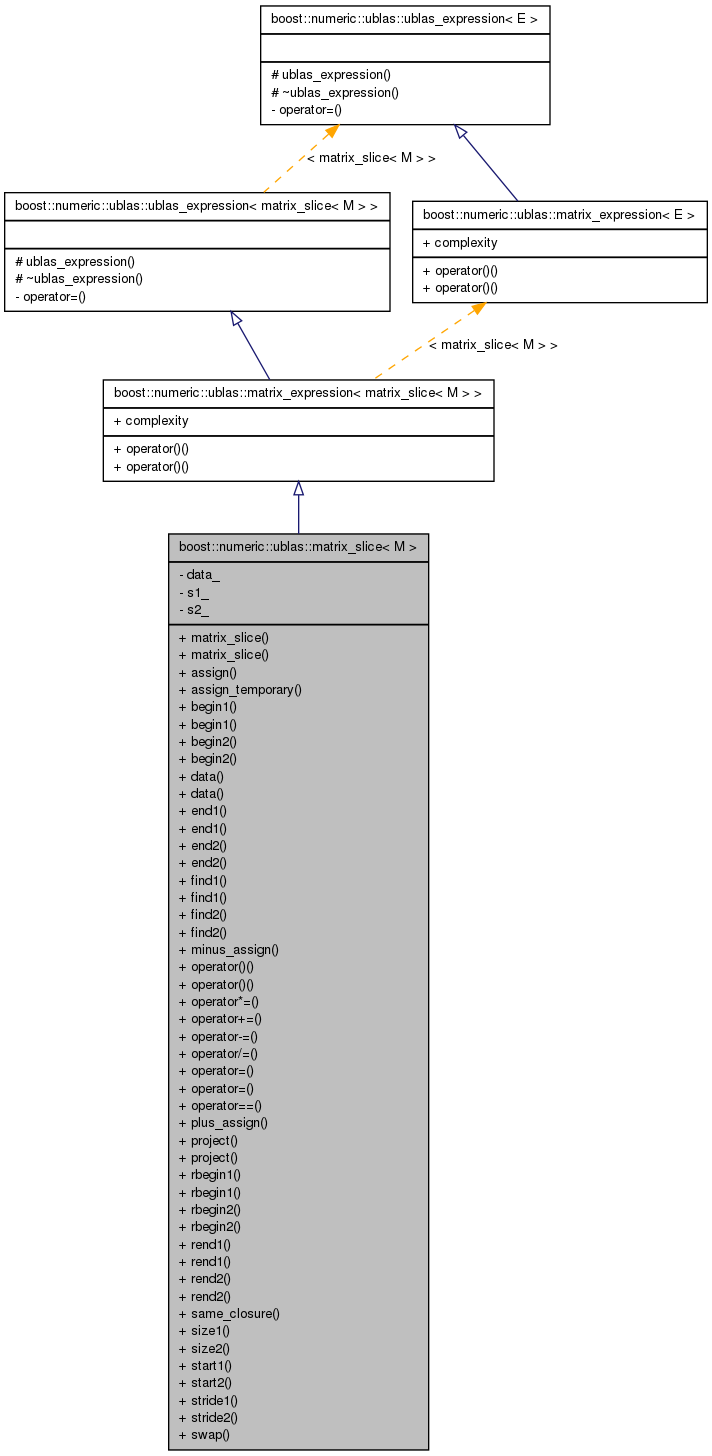 boost::numeric::ublas::ublas_expression< E >
# ublas_expression()
# ~ublas_expression()
- operator=()
< matrix_slice< M > >
boost::numeric::ublas::ublas_expression< matrix_slice< M > >
# ublas_expression()
# ~ublas_expression()
- operator=()
boost::numeric::ublas::matrix_expression< E >
+ complexity
+ operator()()
+ operator()()
< matrix_slice< M > >
boost::numeric::ublas::matrix_expression< matrix_slice< M > >
+ complexity
+ operator()()
+ operator()()
boost::numeric::ublas::matrix_slice< M >
- data_
- s1_
- s2_
+ matrix_slice()
+ matrix_slice()
+ assign()
+ assign_temporary()
+ begin1()
+ begin1()
+ begin2()
+ begin2()
+ data()
+ data()
+ end1()
+ end1()
+ end2()
+ end2()
+ find1()
+ find1()
+ find2()
+ find2()
+ minus_assign()
+ operator()()
+ operator()()
+ operator*=()
+ operator+=()
+ operator-=()
+ operator/=()
+ operator=()
+ operator=()
+ operator==()
+ plus_assign()
+ project()
+ project()
+ rbegin1()
+ rbegin1()
+ rbegin2()
+ rbegin2()
+ rend1()
+ rend1()
+ rend2()
+ rend2()
+ same_closure()
+ size1()
+ size2()
+ start1()
+ start2()
+ stride1()
+ stride2()
+ swap()